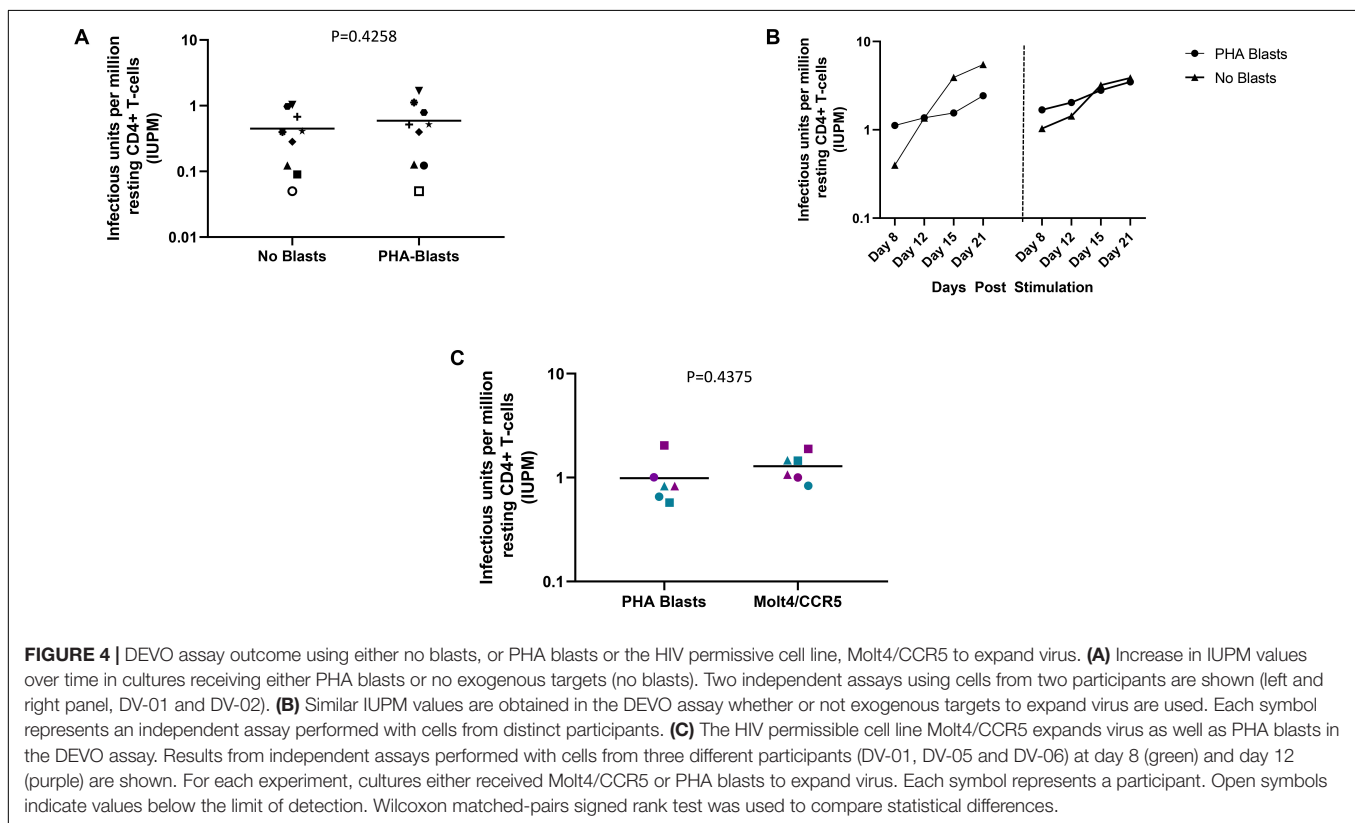 A
P=0.4258
Infectious units per million
resting CD4+ T-cells
(IUPM)
10
1
0.1
0.01
No Blasts
PHA-Blasts
B
Infectious units per million
resting CD4+ T-cells
(IUPM)
10
1
0.1
Day 8
Day 12
Day 15
Day 21
Day 8
Day 12
Day 15
Day 21
Days Post Stimulation
PHA Blasts
No Blasts
C
P=0.4375
Infectious units per million
resting CD4+ T-cells
(IUPM)
10
1
0.1
PHA Blasts
Molt4/CCR5
FIGURE 4 | DEVO assay outcome using either no blasts, or PHA blasts or the HIV permissive cell line, Molt4/CCR5 to expand virus. (A) Increase in IUPM values
over time in cultures receiving either PHA blasts or no exogenous targets (no blasts). Two independent assays using cells from two participants are shown (left and
right panel, DV-01 and DV-02). (B) Similar IUPM values are obtained in the DEVO assay whether or not exogenous targets to expand virus are used. Each symbol
represents an independent assay performed with cells from distinct participants. (C) The HIV permissible cell line Molt4/CCR5 expands virus as well as PHA blasts in
the DEVO assay. Results from independent assays performed with cells from three different participants (DV-01, DV-05 and DV-06) at day 8 (green) and day 12
(purple) are shown. For each experiment, cultures either received Molt4/CCR5 or PHA blasts to expand virus. Each symbol represents a participant. Open symbols
indicate values below the limit of detection. Wilcoxon matched-pairs signed rank test was used to compare statistical differences.